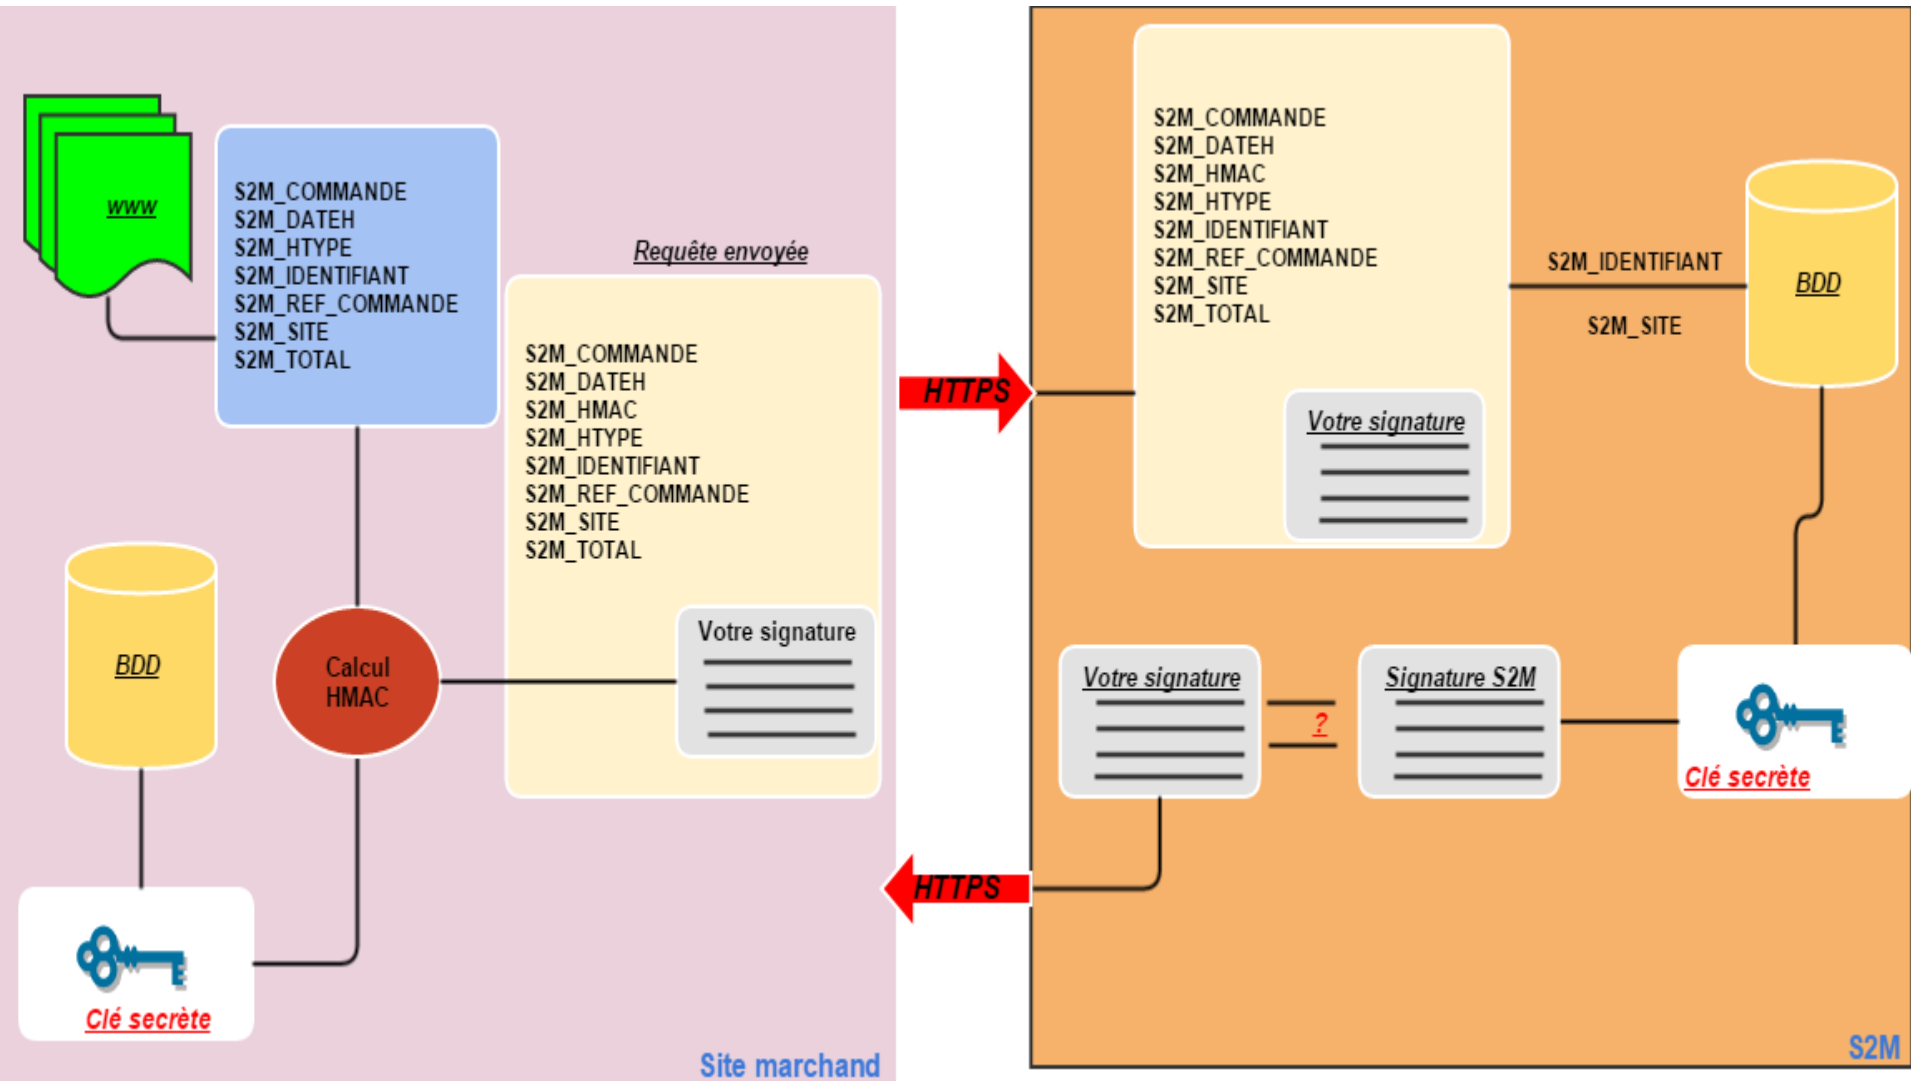 www
S2M_COMMANDE
S2M_DATEH
S2M_HTYPE
S2M_IDENTIFIANT
S2M_REF_COMMANDE
S2M_SITE
S2M_TOTAL
Requête envoyée
S2M_COMMANDE
S2M_DATEH
S2M_HMAC
S2M_HTYPE
S2M_IDENTIFIANT
S2M_REF_COMMANDE
S2M_SITE
S2M_TOTAL
Votre signature
BDD
Calcul
HMAC
Clé secrète
Site marchand
HTTPS
HTTPS
S2M_COMMANDE
S2M_DATEH
S2M_HMAC
S2M_HTYPE
S2M_IDENTIFIANT
S2M_REF_COMMANDE
S2M_SITE
S2M_TOTAL
Votre signature
S2M_IDENTIFIANT
S2M_SITE
BDD
Votre signature
?
Signature S2M
Clé secrète
S2M